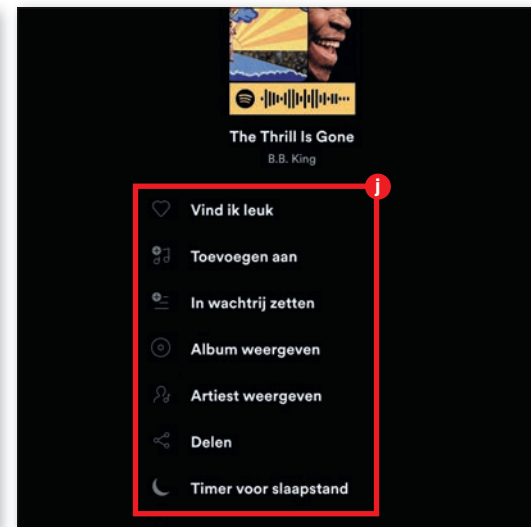 The Thrill Is Gone
B.B. King
j
Vind ik leuk
Toevoegen aan
In wachtrij zetten
Album weergeven
Artiest weergeven
Delen
Timer voor slaapstand